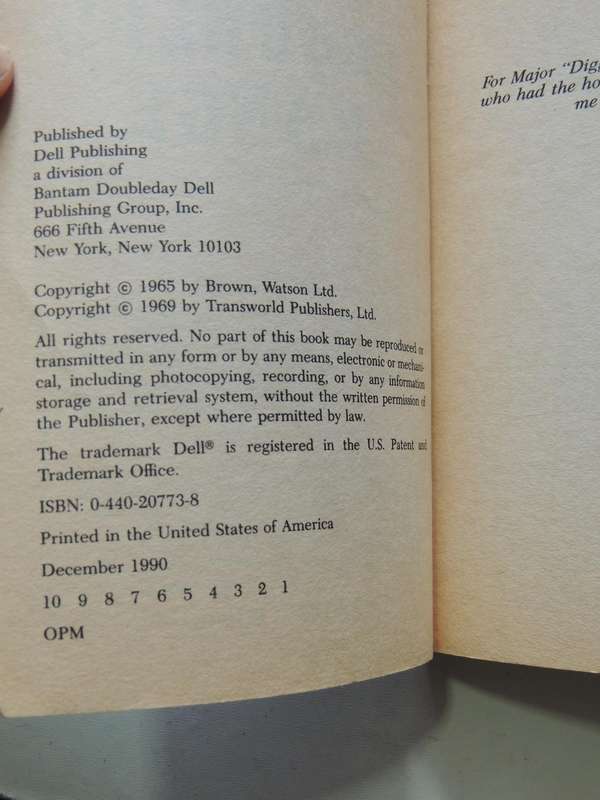 Published by
Dell Publishing
a division of
Bantam Doubleday Dell
Publishing Group, Inc.
666 Fifth Avenue
New York, New York 10103
Copyright © 1965 by Brown, Watson Ltd.
Copyright © 1969 by Transworld Publishers, Ltd.
All rights reserved. No part of this book may be reproduced or
transmitted in any form or by any means, electronic or mechani-
cal, including photocopying, recording, or by any information
storage and retrieval system, without the written permission of
the Publisher, except where permitted by law.
The trademark Dell® is registered in the U.S. Patent and
Trademark Office.
ISBN: 0-440-20773-8
Printed in the United States of America
December 1990
10 9 8 7 6 5 4 3 2 1
OPM
For Major "Dig
who had the ho
me